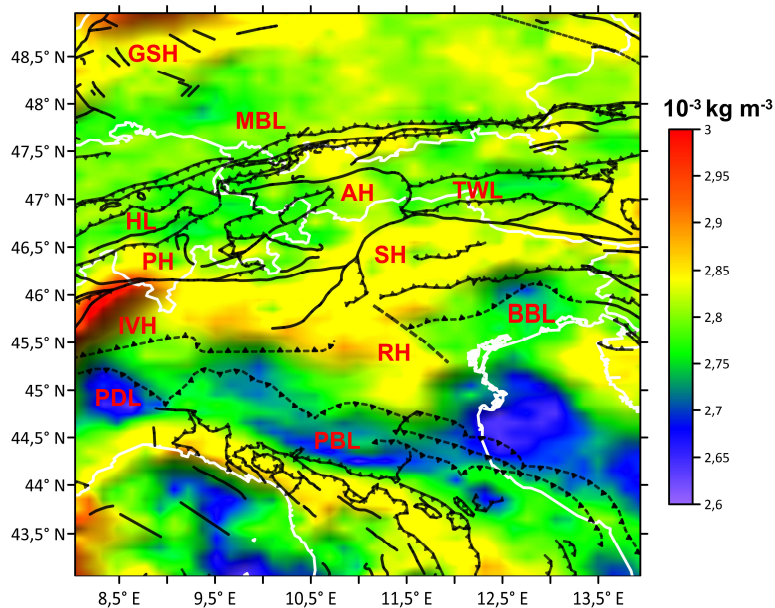 GSH
48,5° N
48° N
10⁻³ kg m⁻³
MBL
3
47,5° N
2,95
47° N
AH
TWL
HL
2,9
46,5° N
PH
SH
2,85
46° N
BBL
IVH
2,8
45,5° N
RH
2,75
45° N
PDL
2,7
44,5° N
PBL
2,65
44° N
2,6
43,5° N
8,5° E 9,5° E 10,5° E 11,5° E 12,5° E 13,5° E